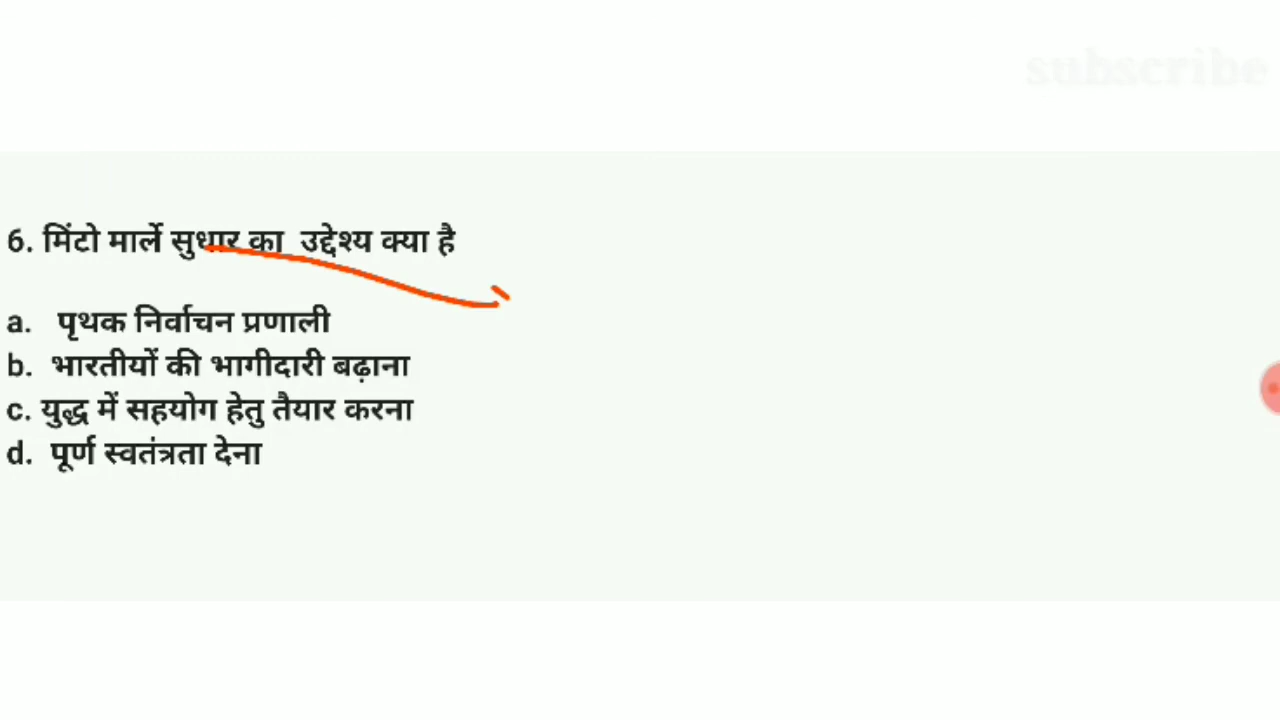 subscribe
6. मिंटो मार्ले सुधार का उद्देश्य क्या है
a. पृथक निर्वाचन प्रणाली
b. भारतीयों की भागीदारी बढ़ाना
c. युद्ध में सहयोग हेतु तैयार करना
d. पूर्ण स्वतंत्रता देना